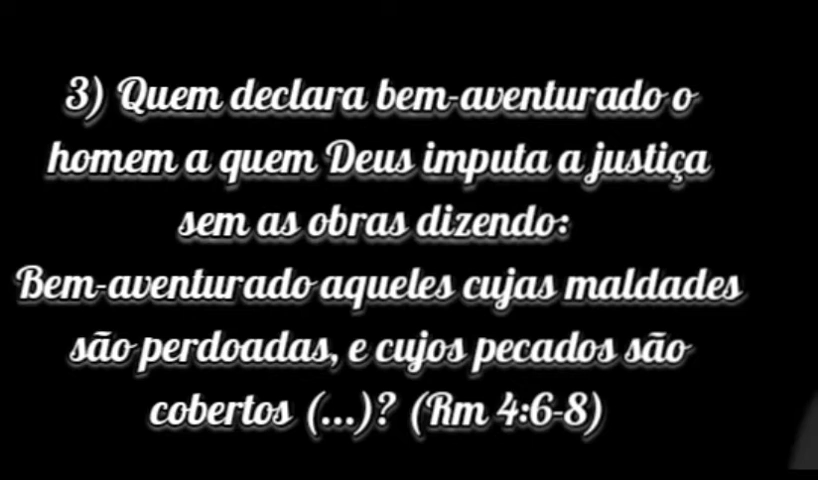 3) Quem declara bem-aventurado o
homem a quem Deus imputa a justiça
sem as obras dizendo:
Bem-aventurado aqueles cujas maldades
são perdoadas, e cujos pecados são
cobertos (...)? (Rm 4:6-8)